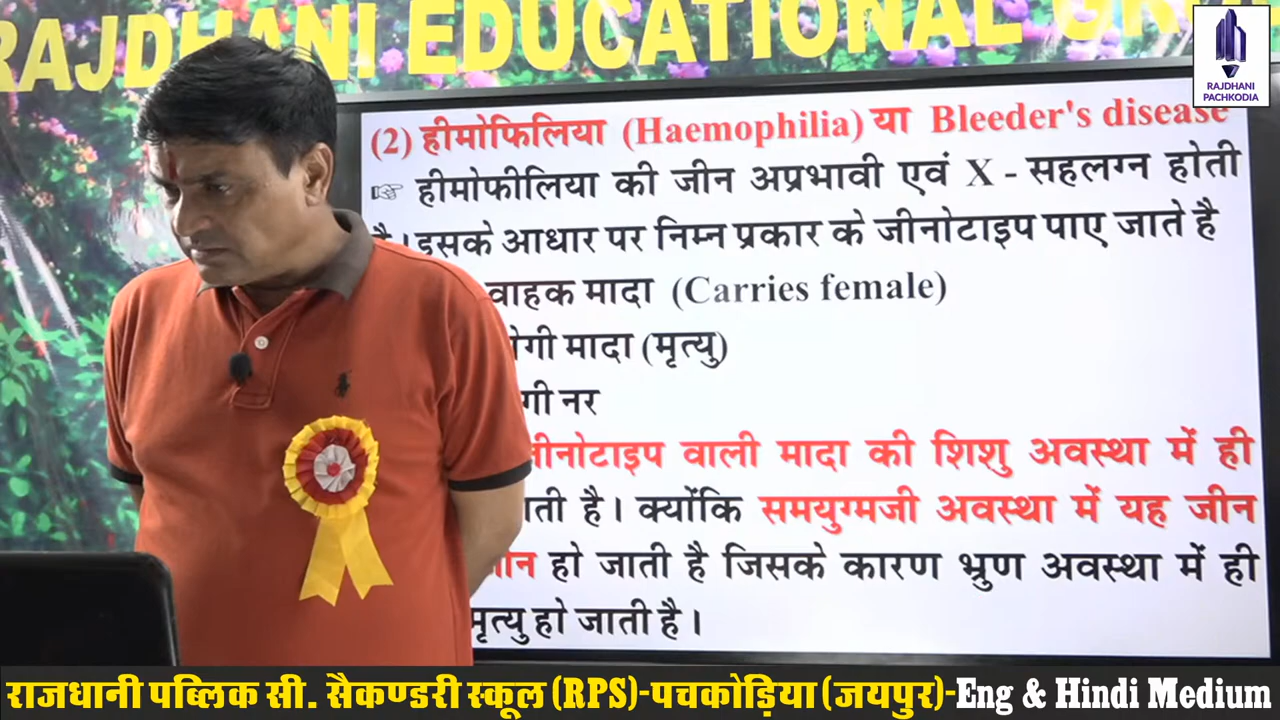 RAJDHANI EDUCATIONAL
RAJDHANI
PACHKODIA
(2) हीमोफिलिया (Haemophilia) या Bleeder's disease
☞ हीमोफीलिया की जीन अप्रभावी एवं X - सहलग्न होती
है। इसके आधार पर निम्न प्रकार के जीनोटाइप पाए जाते है
वाहक मादा (Carries female)
मादा (मृत्यु)
नर
जीनोटाइप वाली मादा की शिशु अवस्था में ही
है। क्योंकि समयुग्मजी अवस्था में यह जीन
हो जाती है जिसके कारण भ्रुण अवस्था में ही
मृत्यु हो जाती है।
राजधानी पब्लिक सी. सैकण्डरी स्कूल (RPS)-पचकोड़िया (जयपुर)-Eng & Hindi Medium